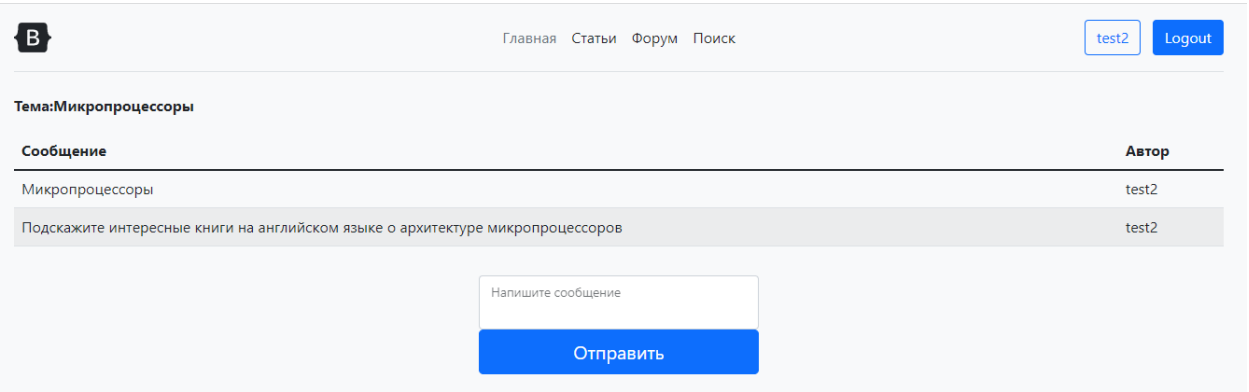 B Главная Статьи Форум Поиск test2 Logout
Тема:Микропроцессоры
Сообщение Автор
Микропроцессоры test2
Подскажите интересные книги на английском языке о архитектуре микропроцессоров test2
Напишите сообщение
Отправить